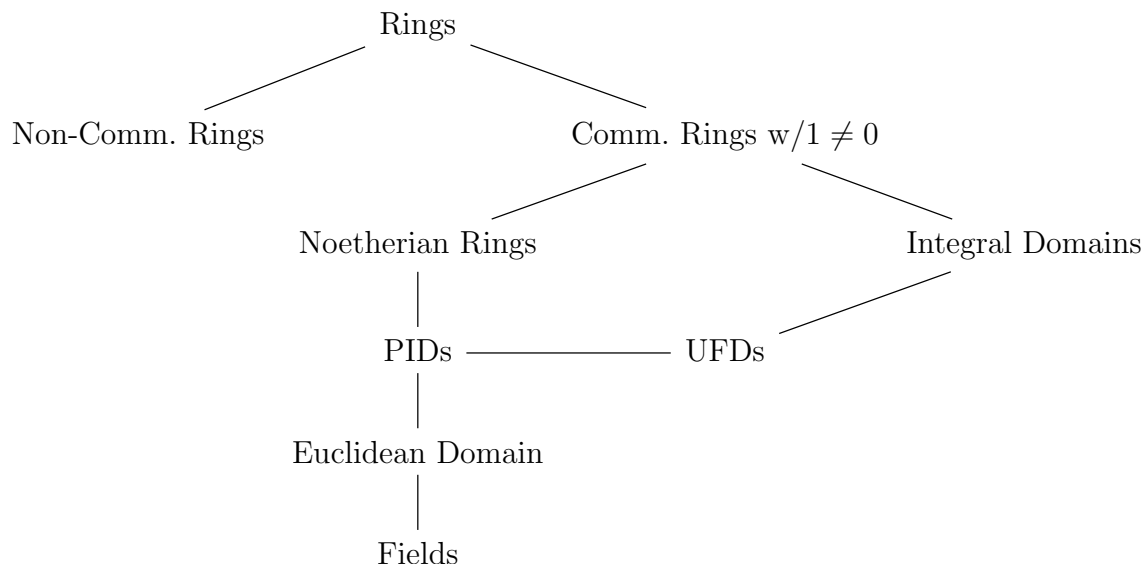 Rings
Non-Comm. Rings
Comm. Rings w/1 ≠ 0
Noetherian Rings
Integral Domains
PIDs
UFDs
Euclidean Domain
Fields